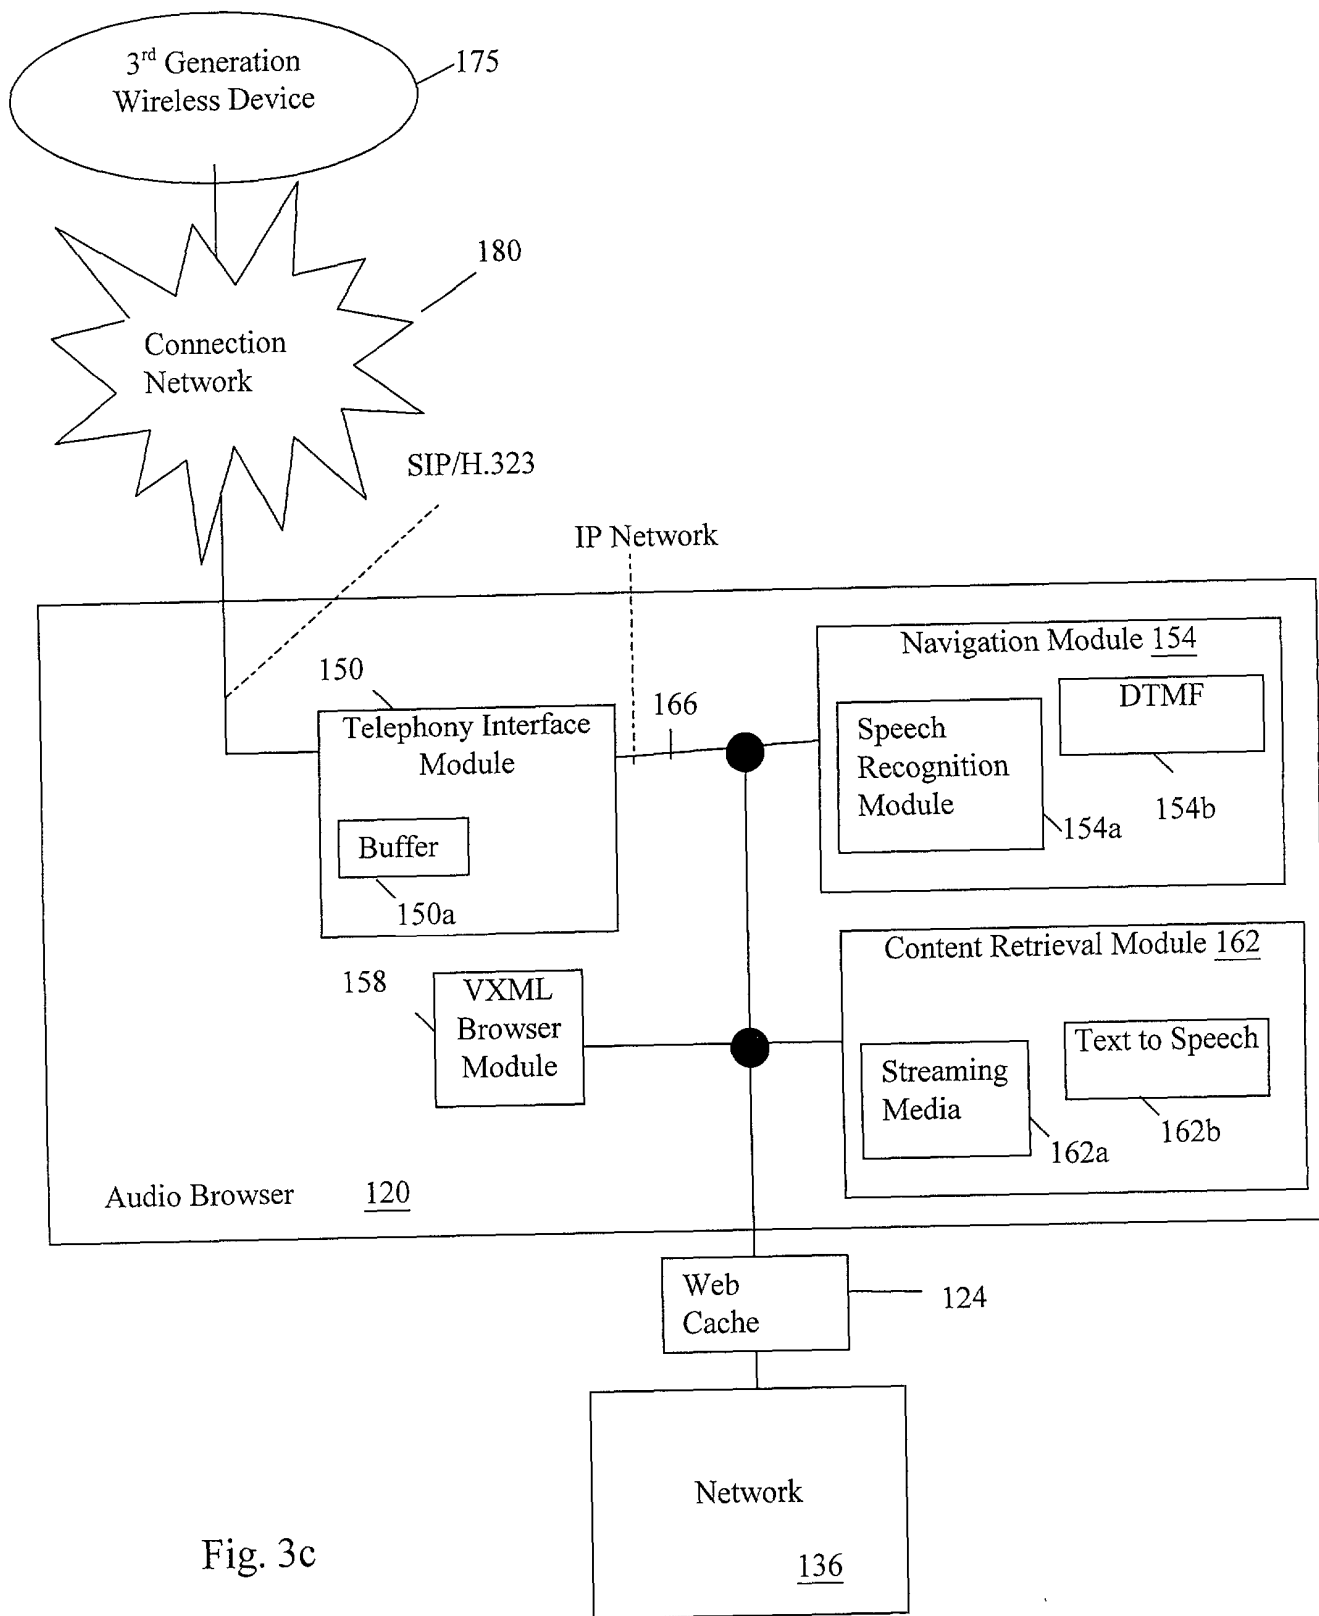 3rd Generation
Wireless Device
175
180
Connection
Network
SIP/H.323
IP Network
150
166
Telephony Interface
Module
Buffer
150a
Navigation Module 154
Speech
Recognition
Module
154a
DTMF
154b
158
VXML
Browser
Module
Content Retrieval Module 162
Streaming
Media
162a
Text to Speech
162b
Audio Browser 120
Web
Cache
124
Network
136
Fig. 3c